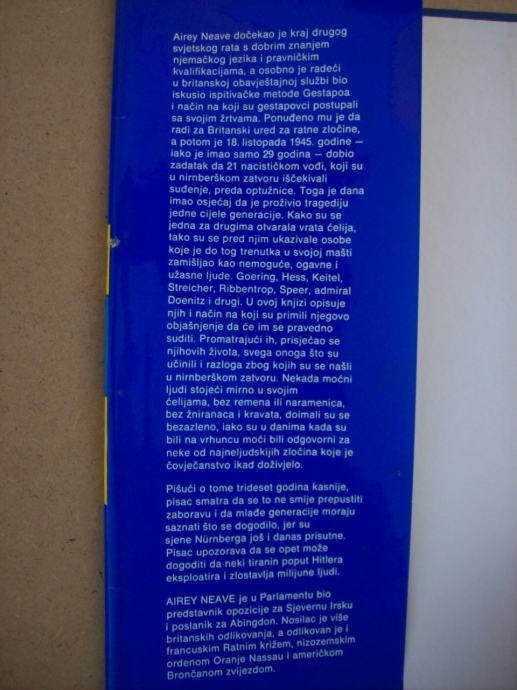 Airey Neave dočekao je kraj drugog
svjetskog rata s dobrim znanjem
njemačkog jezika i pravničkim
kvalifikacijama, a osobno je radeći
u britanskoj obavještajnoj službi bio
iskusio ispitivačke metode Gestapoa
i način na koji su gestapovci postupali
sa svojim žrtvama. Ponuđeno mu je da
radi za Britanski ured za ratne zločine,
a potom je 18. listopada 1945. godine —
iako je imao samo 29 godina — dobio
zadatak da 21 nacističkom vođi, koji su
u nirnberškom zatvoru iščekivali
suđenje, preda optužnice. Toga je dana
imao osjećaj da je proživio tragediju
jedne cijele generacije. Kako su se
jedna za drugima otvarala vrata ćelija,
tako su se pred njim ukazivale osobe
koje je do tog trenutka u svojoj mašti
zamišljao kao nemoguće, ogavne i
užasne ljude. Goering, Hess, Keitel,
Streicher, Ribbentrop, Speer, admiral
Doenitz i drugi. U ovoj knjizi opisuje
njih i način na koji su primili njegovo
objašnjenje da će im se pravedno
suditi. Promatrajući ih, prisjećao se
njihovih života, svega onoga što su
učinili i razloga zbog kojih su se našli
u nirnberškom zatvoru. Nekada moćni
ljudi stojeći mirno u svojim
ćelijama, bez remena ili naramenica,
bez žniranaca i kravata, doimali su se
bezazleno, iako su u danima kada su
bili na vrhuncu moći bili odgovorni za
neke od najneljudskijih zločina koje je
čovječanstvo ikad doživjelo.
Pišući o tome trideset godina kasnije,
pisac smatra da se to ne smije prepustiti
zaboravu i da mlađe generacije moraju
saznati što se dogodilo, jer su
sjene Nürnberga još i danas prisutne.
Pisac upozorava da se opet može
dogoditi da neki tiranin poput Hitlera
eksploatira i zlostavlja milijune ljudi.
AIREY NEAVE je u Parlamentu bio
predstavnik opozicije za Sjevernu Irsku
i poslanik za Abingdon. Nosilac je više
britanskih odlikovanja, a odlikovan je i
francuskim Ratnim križem, nizozemskim
ordenom Oranje Nassau i američkom
Brončanom zvijezdom.